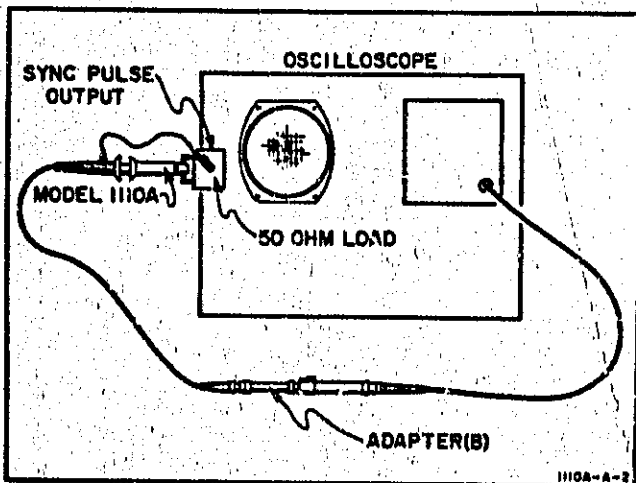 OSCILLOSCOPE
SYNC PULSE
OUTPUT
MODEL 1110A
50 OHM LOAD
ADAPTER(B)
1110A-A-2